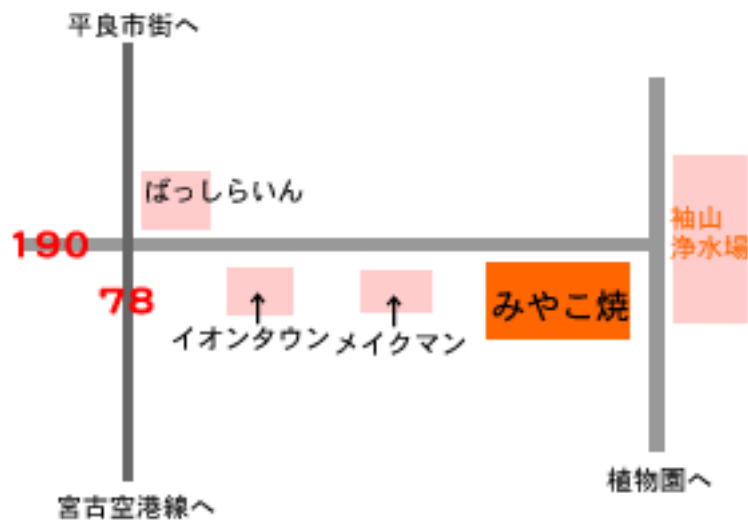 平良市街へ
ばっしらいん
190
袖山
浄水場
78
みやこ焼
イオンタウン
メイクマン
植物園へ
宮古空港線へ